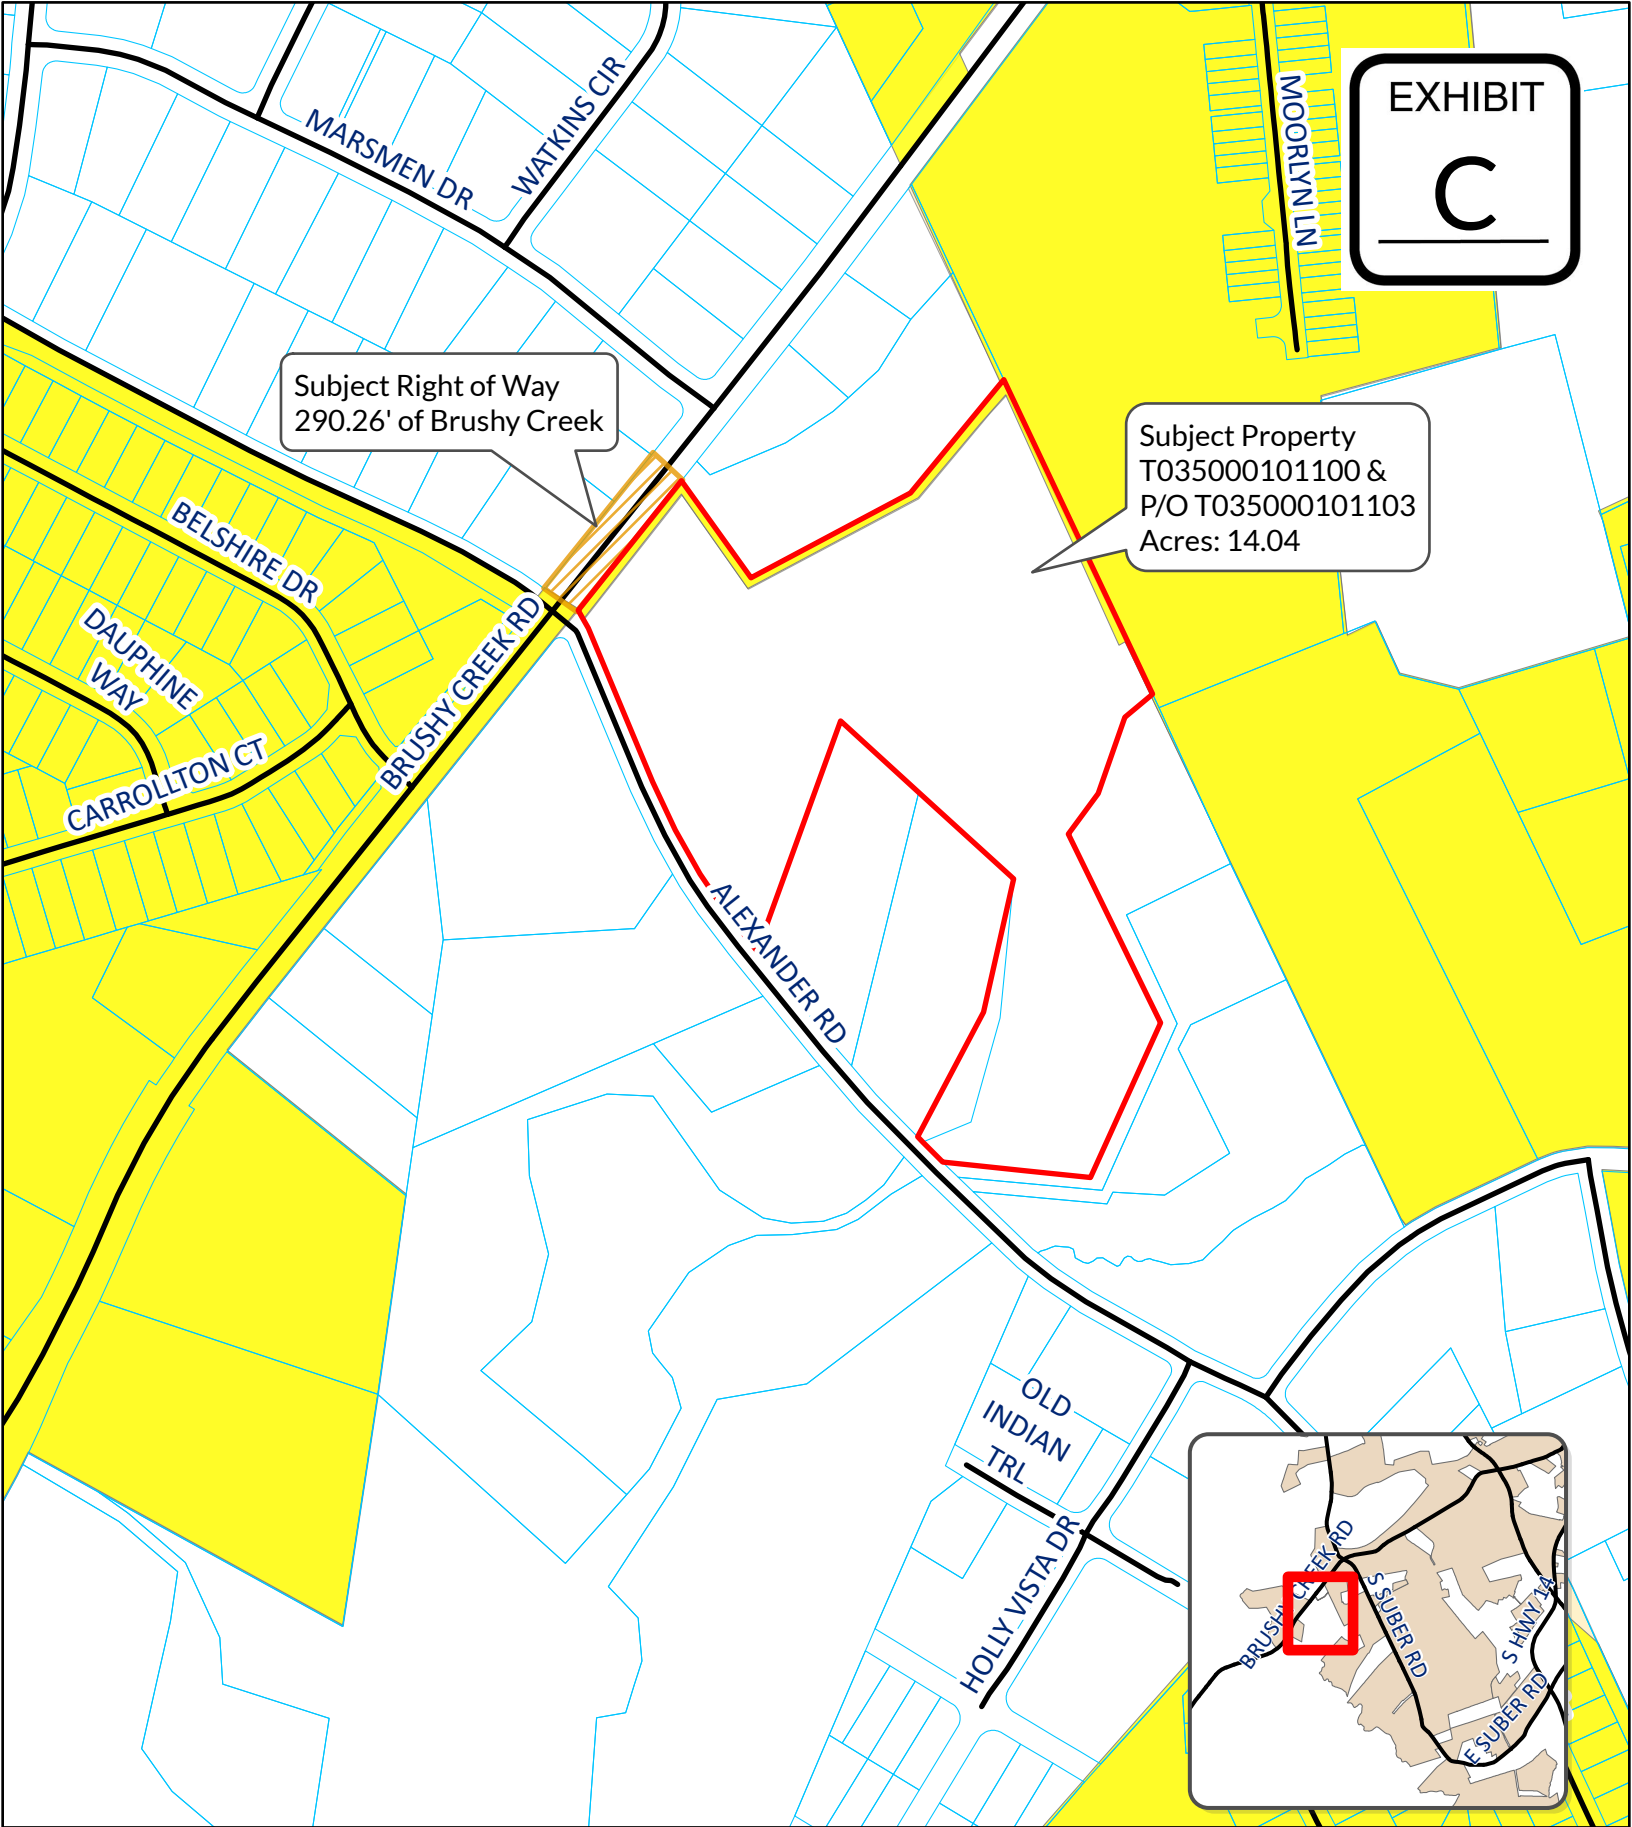 EXHIBIT
C
MARSMEN DR
WATKINS CIR
MOORLYN LN
Subject Right of Way
290.26' of Brushy Creek
Subject Property
T035000101100 &
P/O T035000101103
Acres: 14.04
BELSHIRE DR
DAUPHINE
WAY
CARROLLTON CT
BRUSHY CREEK RD
ALEXANDER RD
OLD
INDIAN
TRL
HOLLY VISTA DR
BRUSHY CREEK RD
S SUBER RD
S HWY 14
E SUBER RD